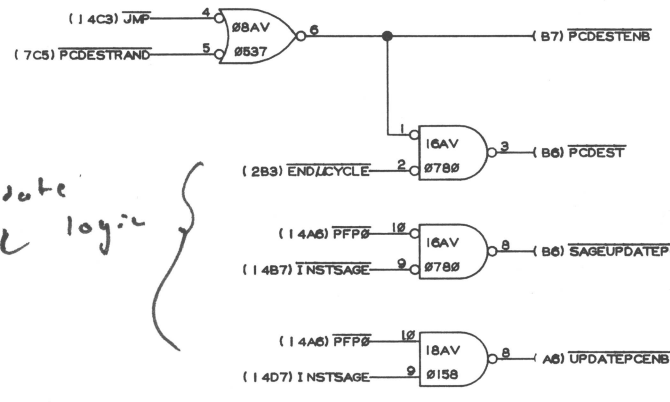 (14C3) JMP 4 Ø8AV 6 (B7) PCDESTENB
(7C5) PCDESTRAND 5 Ø537
1 16AV 3 (B6) PCDEST
(2B3) ENDµCYCLE 2 Ø78Ø
logic
(14A6) PFPØ 1Ø 16AV 8 (B6) SAGEUPDATEP
(14B7) INSTSAGE 9 Ø78Ø
(14A6) PFPØ 1Ø 18AV 8 (A6) UPDATEPCENB
(14D7) INSTSAGE 9 Ø158